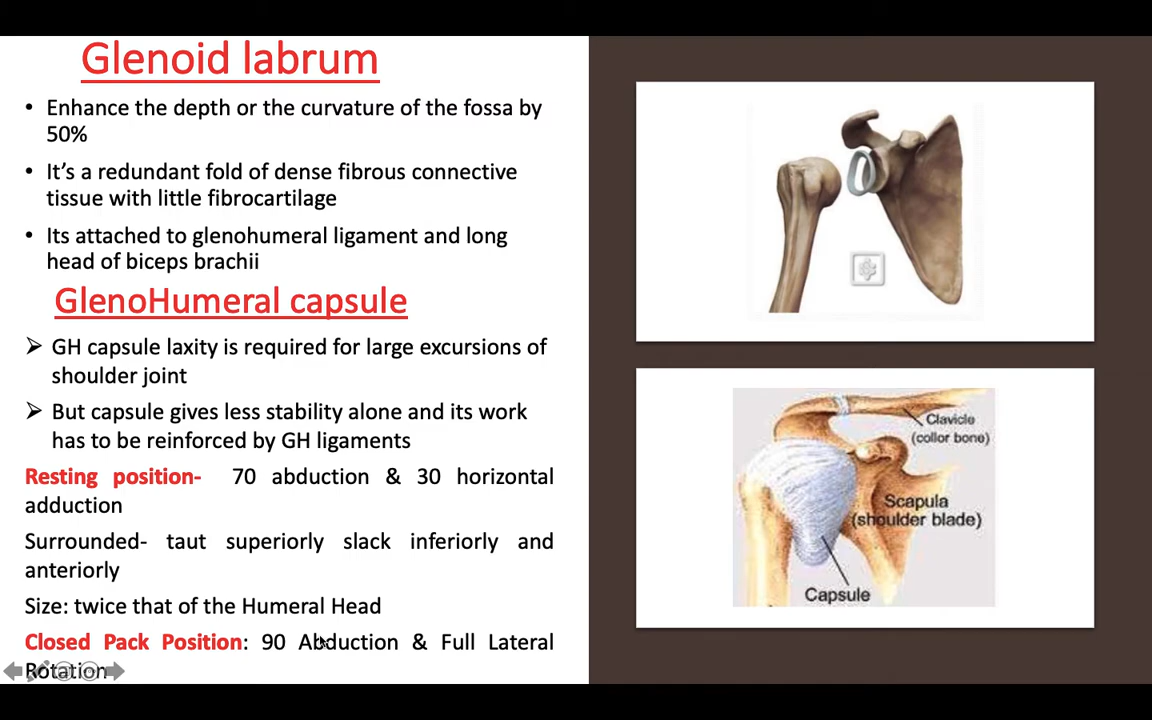 Glenoid labrum
• Enhance the depth or the curvature of the fossa by
50%
• It's a redundant fold of dense fibrous connective
tissue with little fibrocartilage
• Its attached to glenohumeral ligament and long
head of biceps brachii
GlenoHumeral capsule
➢ GH capsule laxity is required for large excursions of
shoulder joint
➢ But capsule gives less stability alone and its work
has to be reinforced by GH ligaments
Resting position- 70 abduction & 30 horizontal
adduction
Surrounded- taut superiorly slack inferiorly and
anteriorly
Size: twice that of the Humeral Head
Closed Pack Position: 90 Abduction & Full Lateral
Rotation
Clavicle
(collor bone)
Scapula
(shoulder blade)
Capsule